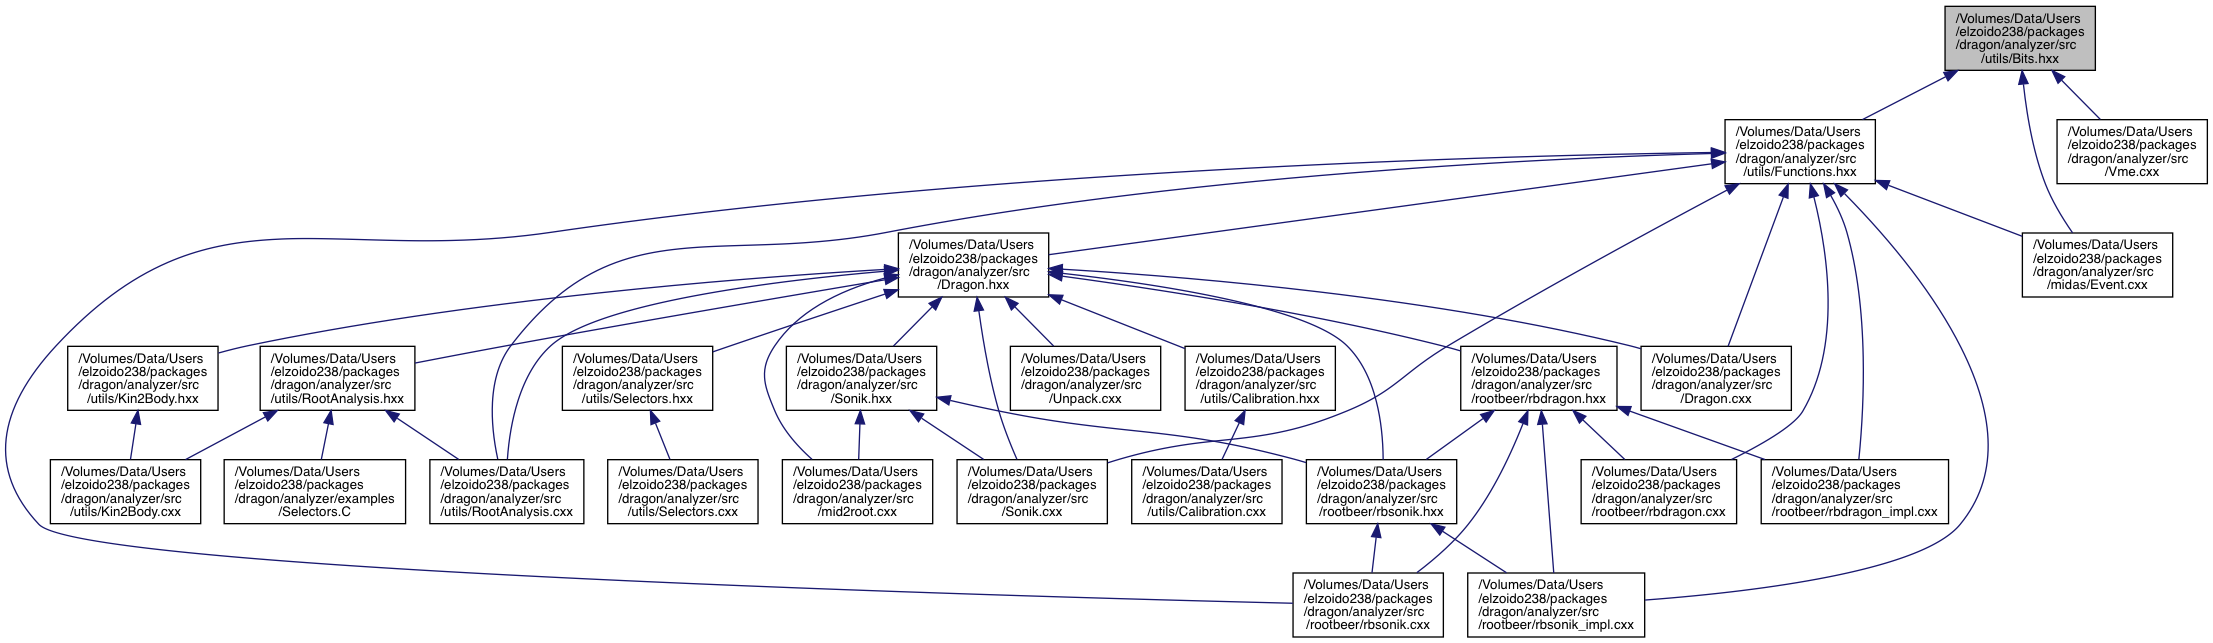 /Volumes/Data/Users
/elzoido238/packages
/dragon/analyzer/src
/utils/Bits.hxx
/Volumes/Data/Users
/elzoido238/packages
/dragon/analyzer/src
/utils/Functions.hxx
/Volumes/Data/Users
/elzoido238/packages
/dragon/analyzer/src
/Vme.cxx
/Volumes/Data/Users
/elzoido238/packages
/dragon/analyzer/src
/Dragon.hxx
/Volumes/Data/Users
/elzoido238/packages
/dragon/analyzer/src
/midas/Event.cxx
/Volumes/Data/Users
/elzoido238/packages
/dragon/analyzer/src
/utils/Kin2Body.hxx
/Volumes/Data/Users
/elzoido238/packages
/dragon/analyzer/src
/utils/RootAnalysis.hxx
/Volumes/Data/Users
/elzoido238/packages
/dragon/analyzer/src
/utils/Selectors.hxx
/Volumes/Data/Users
/elzoido238/packages
/dragon/analyzer/src
/Sonik.hxx
/Volumes/Data/Users
/elzoido238/packages
/dragon/analyzer/src
/Unpack.cxx
/Volumes/Data/Users
/elzoido238/packages
/dragon/analyzer/src
/utils/Calibration.hxx
/Volumes/Data/Users
/elzoido238/packages
/dragon/analyzer/src
/rootbeer/rbdragon.hxx
/Volumes/Data/Users
/elzoido238/packages
/dragon/analyzer/src
/Dragon.cxx
/Volumes/Data/Users
/elzoido238/packages
/dragon/analyzer/src
/utils/Kin2Body.cxx
/Volumes/Data/Users
/elzoido238/packages
/dragon/analyzer/examples
/Selectors.C
/Volumes/Data/Users
/elzoido238/packages
/dragon/analyzer/src
/utils/RootAnalysis.cxx
/Volumes/Data/Users
/elzoido238/packages
/dragon/analyzer/src
/utils/Selectors.cxx
/Volumes/Data/Users
/elzoido238/packages
/dragon/analyzer/src
/mid2root.cxx
/Volumes/Data/Users
/elzoido238/packages
/dragon/analyzer/src
/Sonik.cxx
/Volumes/Data/Users
/elzoido238/packages
/dragon/analyzer/src
/utils/Calibration.cxx
/Volumes/Data/Users
/elzoido238/packages
/dragon/analyzer/src
/rootbeer/rbsonik.hxx
/Volumes/Data/Users
/elzoido238/packages
/dragon/analyzer/src
/rootbeer/rbdragon.cxx
/Volumes/Data/Users
/elzoido238/packages
/dragon/analyzer/src
/rootbeer/rbdragon_impl.cxx
/Volumes/Data/Users
/elzoido238/packages
/dragon/analyzer/src
/rootbeer/rbsonik.cxx
/Volumes/Data/Users
/elzoido238/packages
/dragon/analyzer/src
/rootbeer/rbsonik_impl.cxx